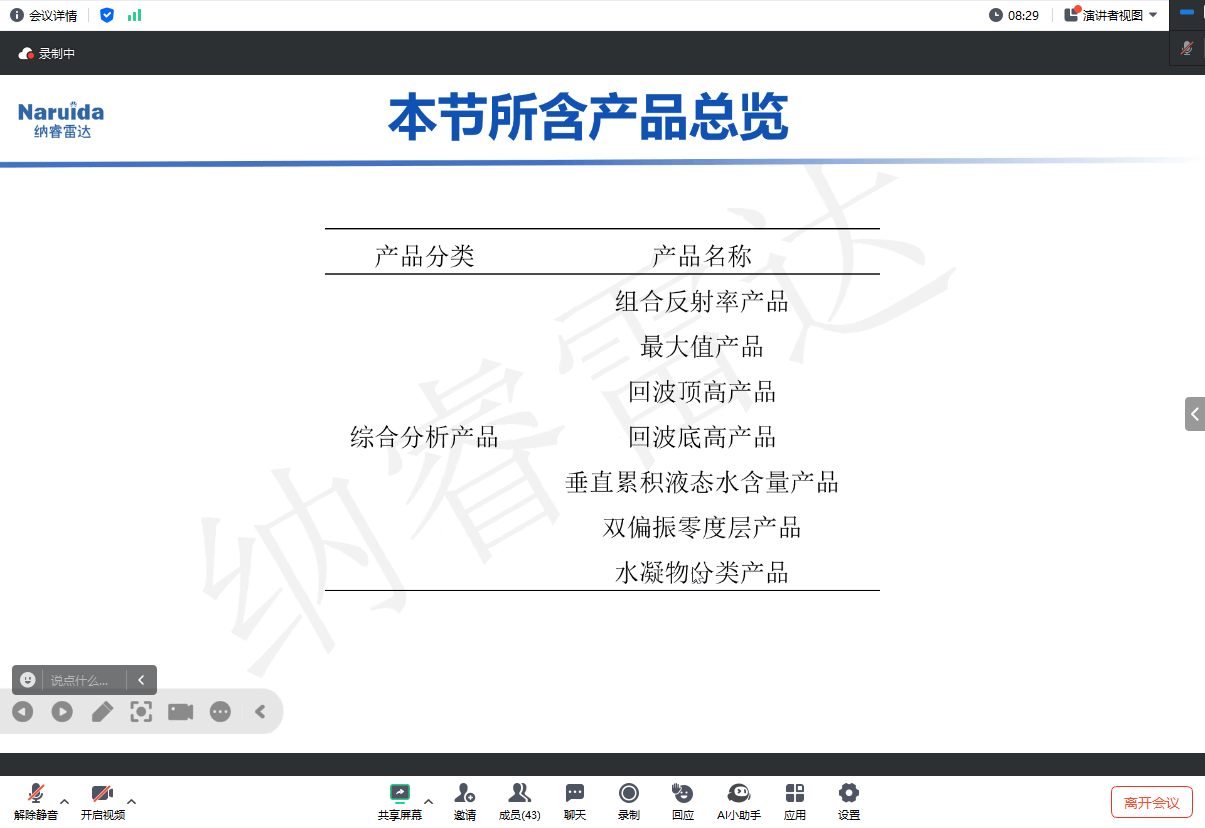 会议详情
08:29
演讲者视图
录制中
Naruida
纳睿雷达
本节所含产品总览
产品分类 产品名称
组合反射率产品
最大值产品
回波顶高产品
综合分析产品 回波底高产品
垂直累积液态水含量产品
双偏振零度层产品
水凝物分类产品
纳睿雷达
说点什么...
解除静音 开启视频 共享屏幕 邀请 成员(43) 聊天 录制 回应 AI小助手 应用 设置 离开会议